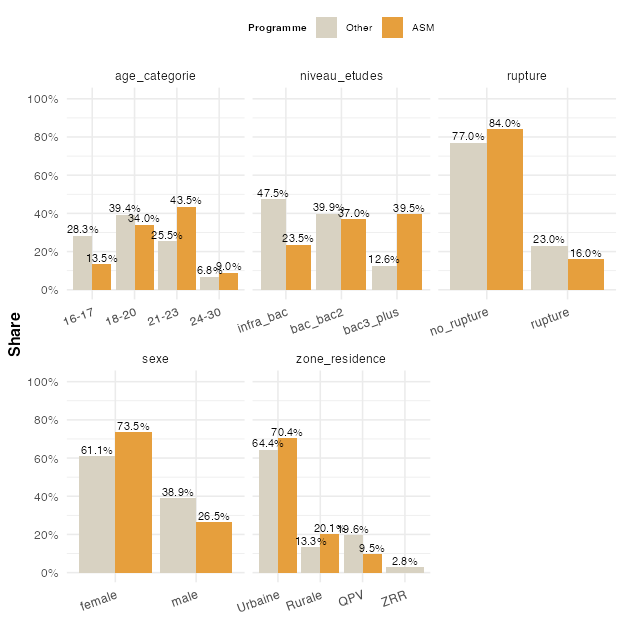 Programme Other ASM
age_categorie niveau_etudes rupture
100%
80%
60%
40%
20%
0%
28.3% 13.5% 39.4% 34.0% 25.5% 43.5% 6.8% 9.0%
47.5% 23.5% 39.9% 37.0% 12.6% 39.5%
77.0% 84.0% 23.0% 16.0%
16-17 18-20 21-23 24-30
infra_bac bac_bac2 bac3_plus
no_rupture rupture
Share
sexe zone_residence
100%
80%
60%
40%
20%
0%
61.1% 73.5% 38.9% 26.5%
64.4% 70.4% 13.3% 20.1% 19.6% 9.5% 2.8%
female male
Urbaine Rurale QPV ZRR